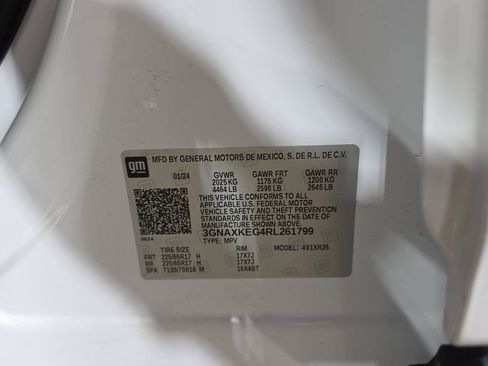 gm
MFD BY GENERAL MOTORS DE MEXICO, S. DE R.L. DE C.V.
01/24 GVWR GAWR FRT GAWR RR
2025 KG 1175 KG 1200 KG
4464 LB 2590 LB 2645 LB
THIS VEHICLE CONFORMS TO ALL
APPLICABLE U.S. FEDERAL MOTOR
VEHICLE SAFETY AND THEFT PREVENTION
STANDARDS IN EFFECT ON THE DATE OF
MANUFACTURE SHOWN ABOVE.
3GNAXKEG4RL261799
S624 TYPE: MPV MODEL: 491XR26
TIRE SIZE RIM
FRT 225/65R17 H 17X7J
RR 225/65R17 H 17X7J
SPA T135/70R16 M 16X4BT